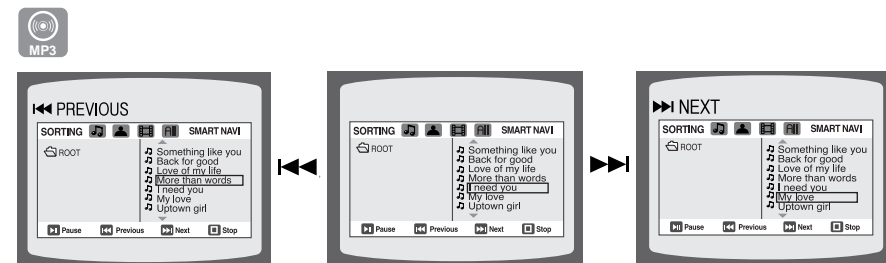 MP3
PREVIOUS
SORTING All SMART NAVI
ROOT
Something like you
Back for good
Love of my life
More than words
I need you
My love
Uptown girl
Pause Previous Next Stop
SORTING All SMART NAVI
ROOT
Something like you
Back for good
Love of my life
More than words
I need you
My love
Uptown girl
Pause Previous Next Stop
NEXT
SORTING All SMART NAVI
ROOT
Something like you
Back for good
Love of my life
More than words
I need you
My love
Uptown girl
Pause Previous Next Stop